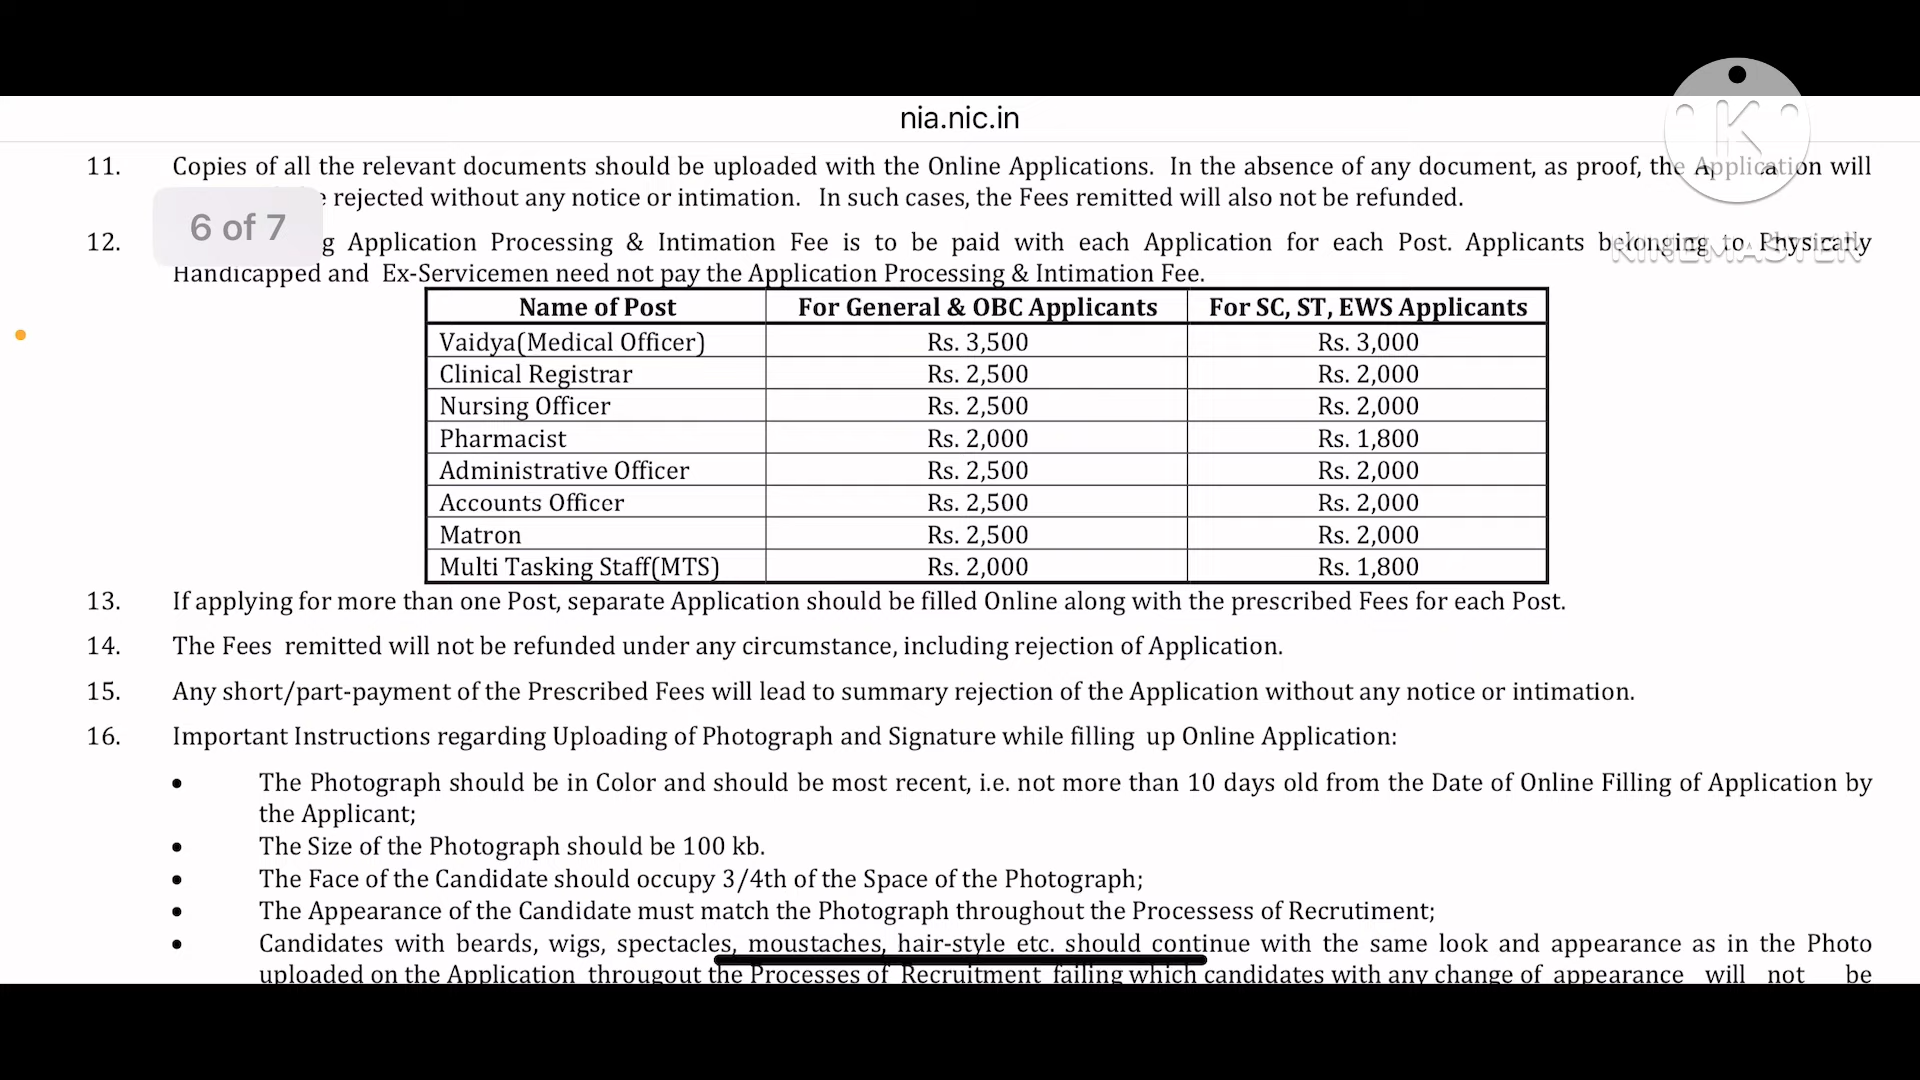 nia.nic.in
11. Copies of all the relevant documents should be uploaded with the Online Applications. In the absence of any document, as proof, the Application will
rejected without any notice or intimation. In such cases, the Fees remitted will also not be refunded.
6 of 7
12. Application Processing & Intimation Fee is to be paid with each Application for each Post. Applicants belonging to Physically
Handicapped and Ex-Servicemen need not pay the Application Processing & Intimation Fee.
KINEMASTER
Name of Post For General & OBC Applicants For SC, ST, EWS Applicants
Vaidya(Medical Officer) Rs. 3,500 Rs. 3,000
Clinical Registrar Rs. 2,500 Rs. 2,000
Nursing Officer Rs. 2,500 Rs. 2,000
Pharmacist Rs. 2,000 Rs. 1,800
Administrative Officer Rs. 2,500 Rs. 2,000
Accounts Officer Rs. 2,500 Rs. 2,000
Matron Rs. 2,500 Rs. 2,000
Multi Tasking Staff(MTS) Rs. 2,000 Rs. 1,800
13. If applying for more than one Post, separate Application should be filled Online along with the prescribed Fees for each Post.
14. The Fees remitted will not be refunded under any circumstance, including rejection of Application.
15. Any short/part-payment of the Prescribed Fees will lead to summary rejection of the Application without any notice or intimation.
16. Important Instructions regarding Uploading of Photograph and Signature while filling up Online Application:
• The Photograph should be in Color and should be most recent, i.e. not more than 10 days old from the Date of Online Filling of Application by
the Applicant;
• The Size of the Photograph should be 100 kb.
• The Face of the Candidate should occupy 3/4th of the Space of the Photograph;
• The Appearance of the Candidate must match the Photograph throughout the Processess of Recrutiment;
• Candidates with beards, wigs, spectacles, moustaches, hair-style etc. should continue with the same look and appearance as in the Photo
uploaded on the Application througout the Processes of Recruitment failing which candidates with any change of appearance will not be